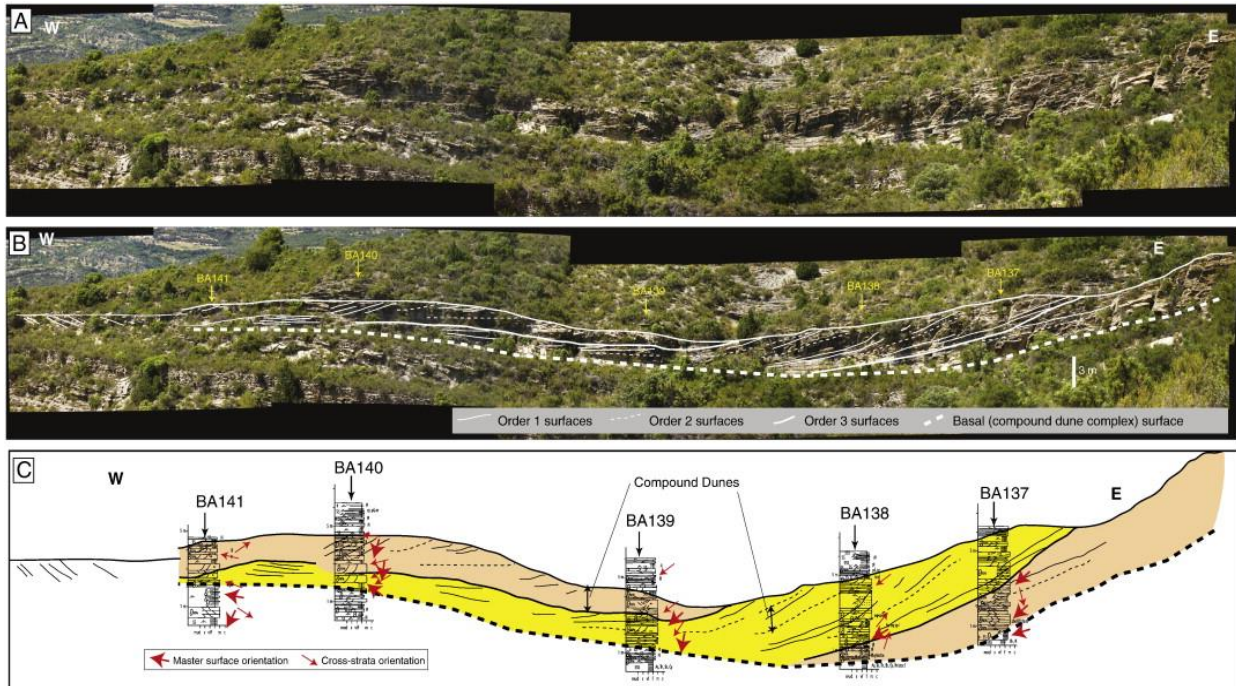 A
W
E
B
W
E
BA141
BA140
BA139
BA138
BA137
3 m
Order 1 surfaces
Order 2 surfaces
Order 3 surfaces
Basal (compound dune complex) surface
C
W
E
BA141
BA140
BA139
BA138
BA137
Compound Dunes
Master surface orientation
Cross-strata orientation